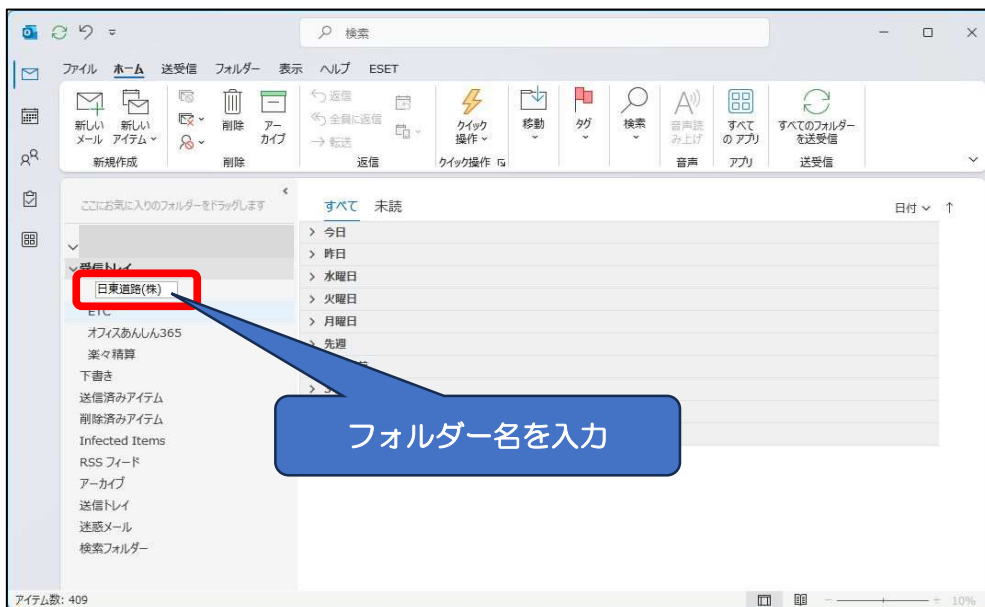 検索
ファイル ホーム 送受信 フォルダー 表示 ヘルプ ESET
新しいメール
新しいアイテム
削除
アーカイブ
返信
全員に返信
転送
クイック操作
移動
タグ
検索
音声読み上げ
すべてのアプリ
すべてのフォルダーを送受信
新規作成 削除 返信 クイック操作 音声 アプリ 送受信
ここにお気に入りのフォルダーをドラッグします
すべて 未読
日付
受信トレイ
日東道路(株)
ETC
オフィスあんしん365
楽々精算
下書き
送信済みアイテム
削除済みアイテム
Infected Items
RSS フィード
アーカイブ
送信トレイ
迷惑メール
検索フォルダー
今日
昨日
水曜日
火曜日
月曜日
先週
フォルダー名を入力
アイテム数: 409
10%